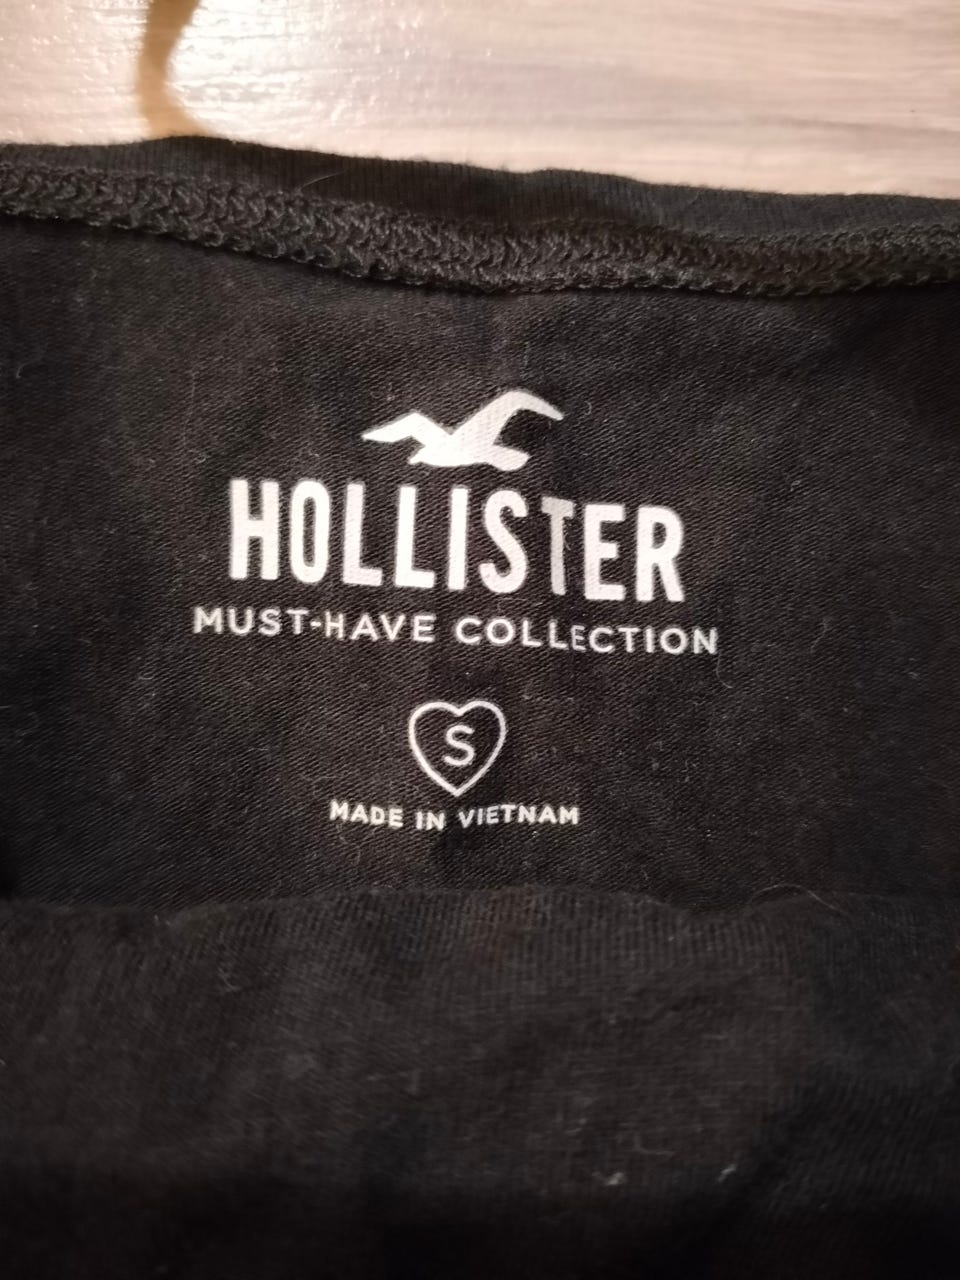 HOLLISTER
MUST-HAVE COLLECTION
S
MADE IN VIETNAM